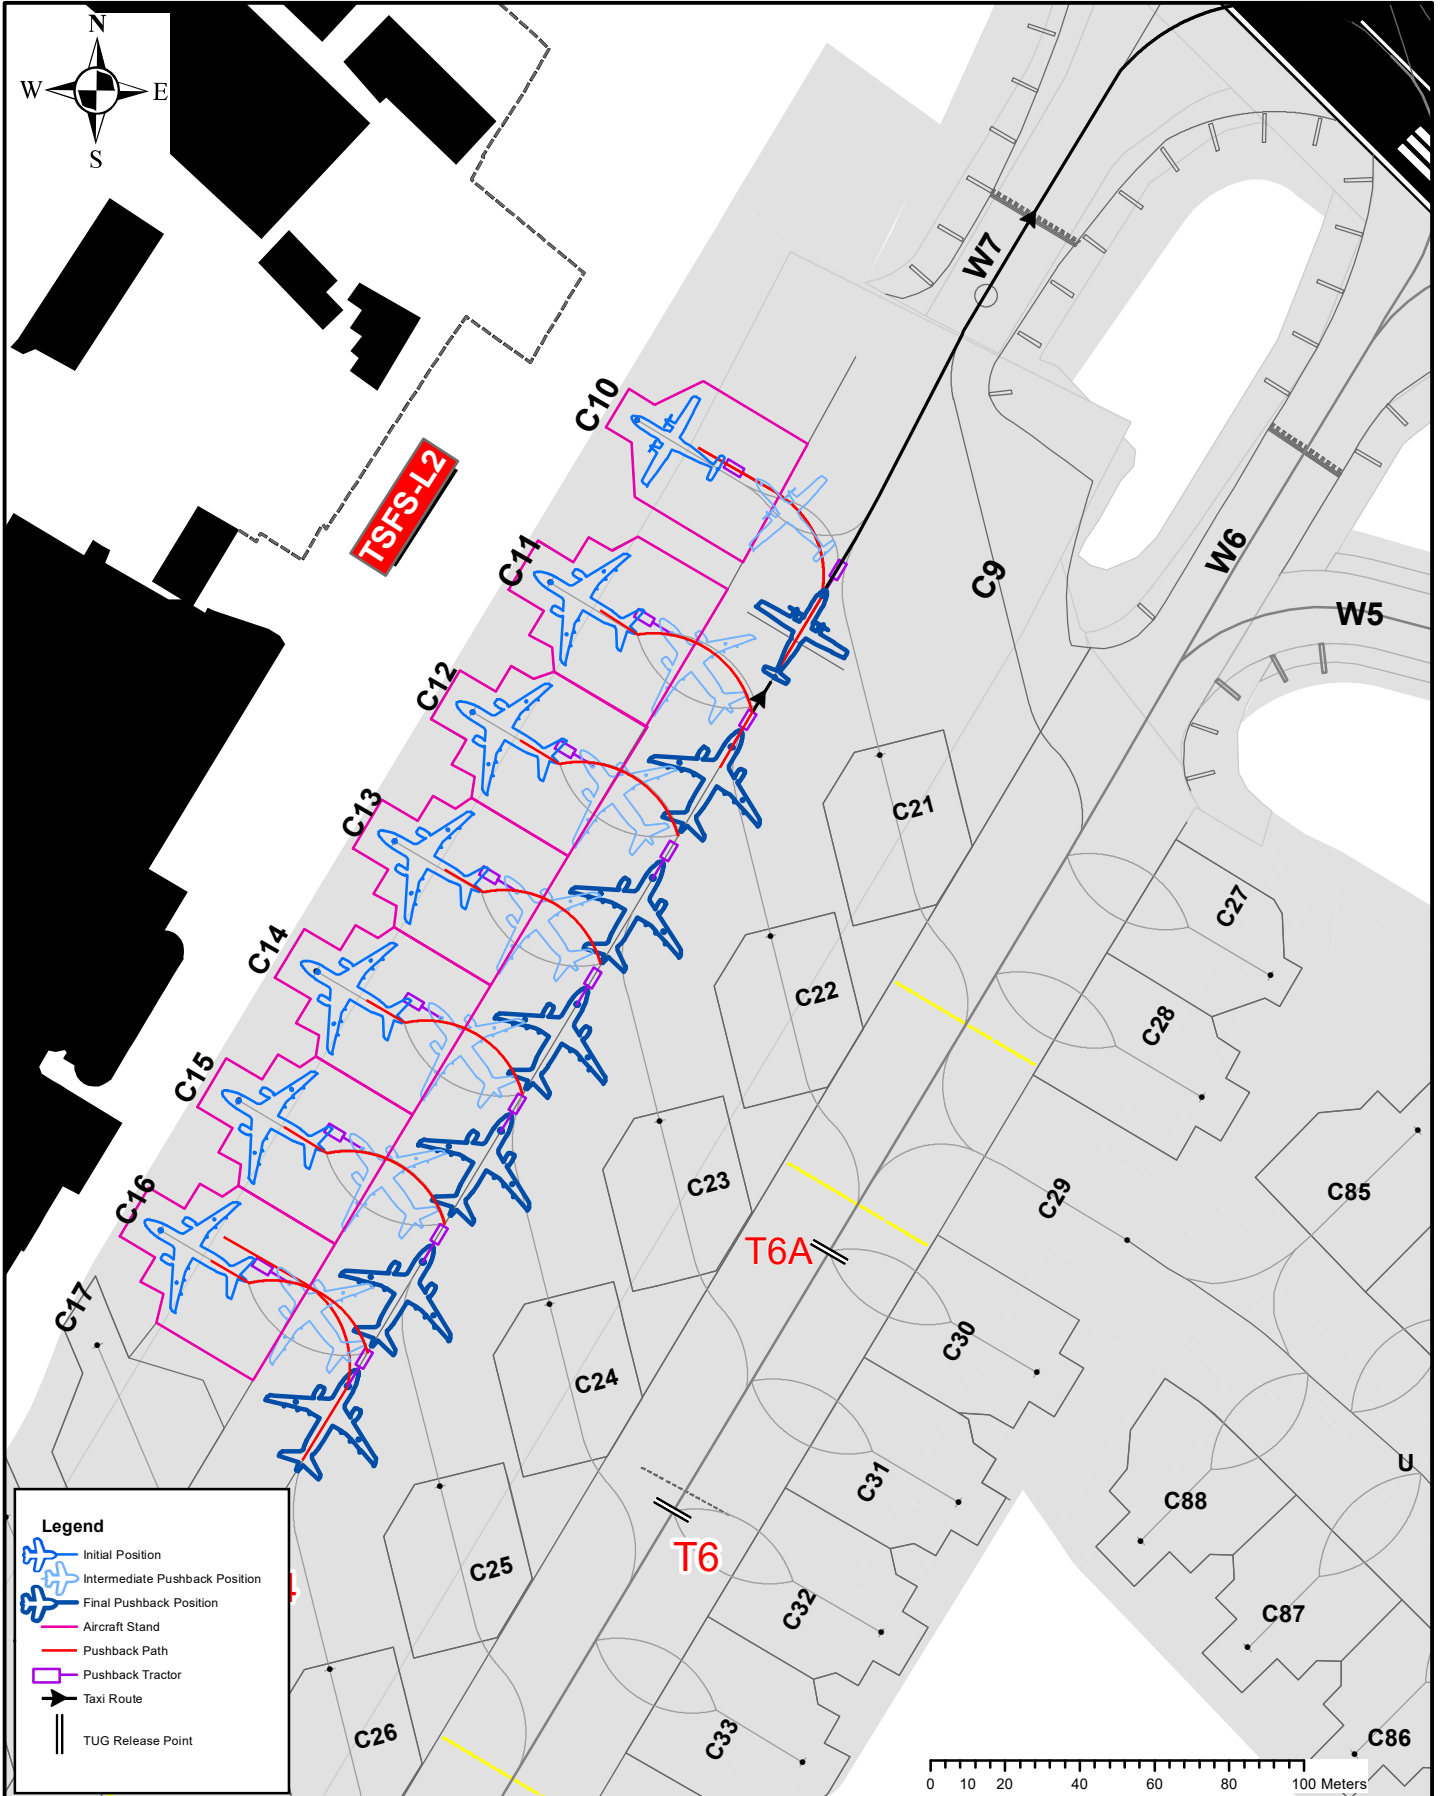 N
W E
S
W7
C10
TSFS-L2
C11
C9
W6
W5
C12
C13
C21
C14
C22
C27
C28
C15
C16
C23
C29
C85
T6A
C17
C24
C30
C31
C88
U
T6
C25
C32
C87
C26
C33
C86
Legend
Initial Position
Intermediate Pushback Position
Final Pushback Position
Aircraft Stand
Pushback Path
Pushback Tractor
Taxi Route
TUG Release Point
0 10 20 40 60 80 100 Meters